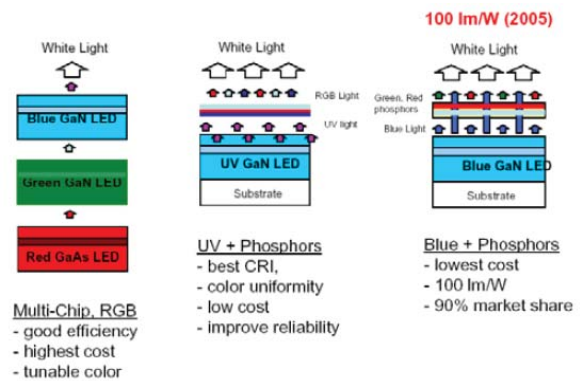 100 lm/W (2005)
White Light
Blue GaN LED
Green GaN LED
Red GaAs LED
Multi-Chip, RGB
- good efficiency
- highest cost
- tunable color
White Light
RGB Light
UV light
UV GaN LED
Substrate
UV + Phosphors
- best CRI,
- color uniformity
- low cost
- improve reliability
White Light
Green, Red
phosphors
Blue Light
Blue GaN LED
Substrate
Blue + Phosphors
- lowest cost
- 100 lm/W
- 90% market share